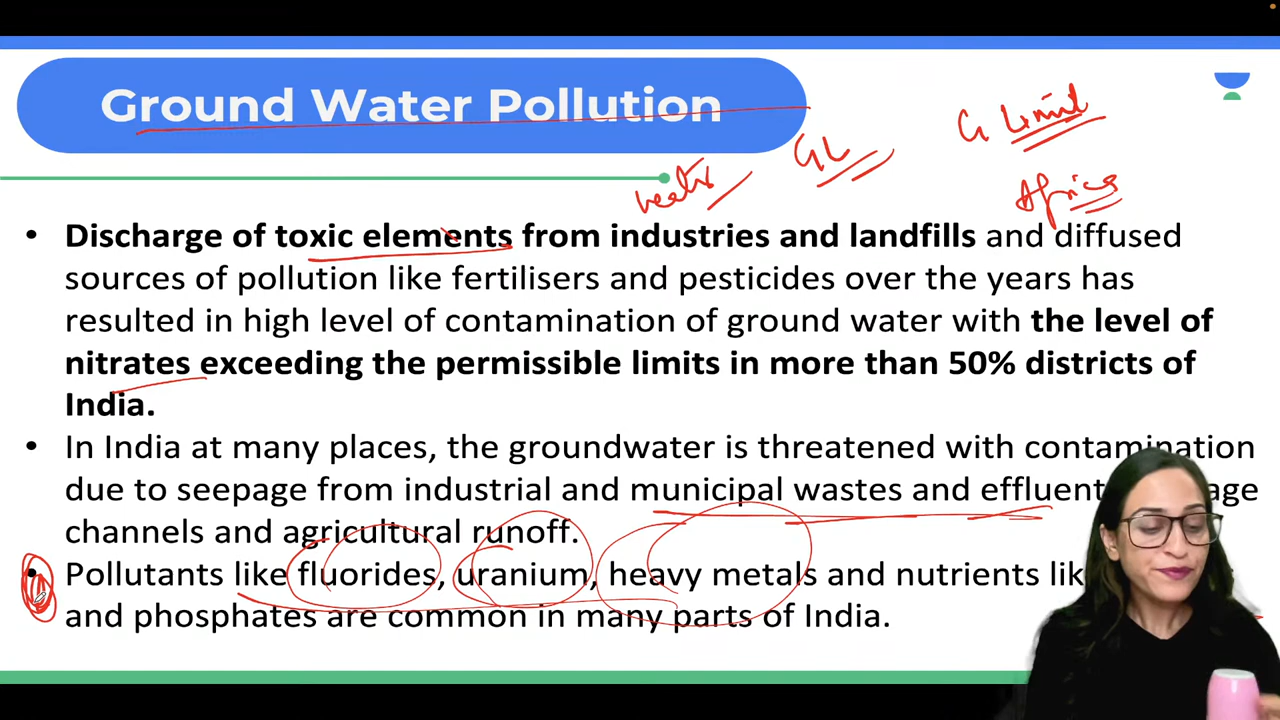 Ground Water Pollution
G Limit
GL
Africa
• Discharge of toxic elements from industries and landfills and diffused
sources of pollution like fertilisers and pesticides over the years has
resulted in high level of contamination of ground water with the level of
nitrates exceeding the permissible limits in more than 50% districts of
India.
• In India at many places, the groundwater is threatened with contamination
due to seepage from industrial and municipal wastes and effluent
channels and agricultural runoff.
• Pollutants like fluorides, uranium, heavy metals and nutrients
and phosphates are common in many parts of India.